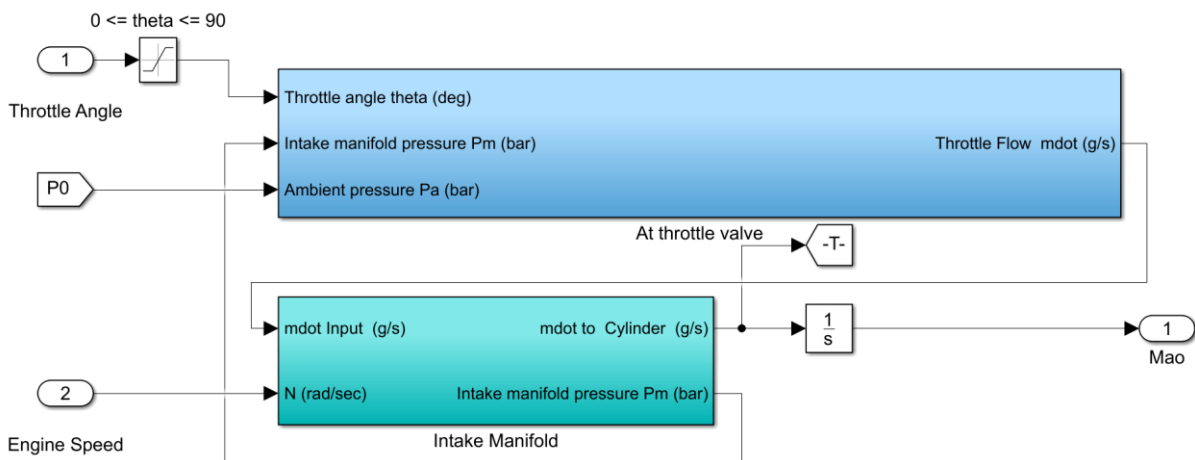 0 <= theta <= 90
1
Throttle Angle
Throttle angle theta (deg)
Intake manifold pressure Pm (bar)
Throttle Flow mdot (g/s)
P0
Ambient pressure Pa (bar)
At throttle valve
-T-
mdot Input (g/s)
mdot to Cylinder (g/s)
1
s
1
Mao
2
N (rad/sec)
Intake manifold pressure Pm (bar)
Engine Speed
Intake Manifold